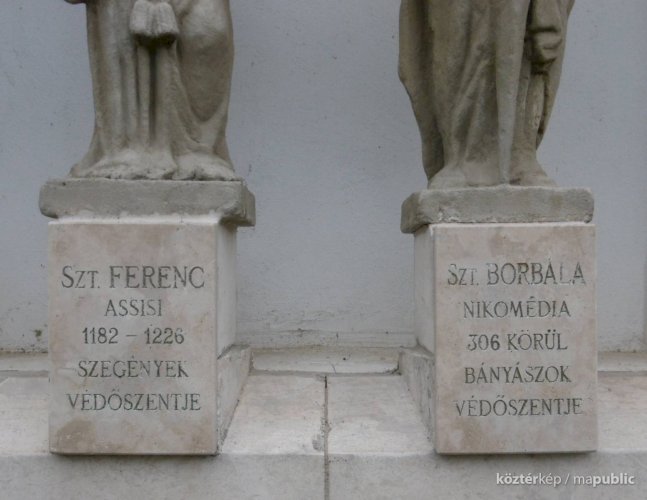 SZT. FERENC
ASSISI
1182 – 1226
SZEGÉNYEK
VÉDŐSZENTJE
SZT. BORBÁLA
NIKOMÉDIA
306 KÖRÜL
BÁNYÁSZOK
VÉDŐSZENTJE
köztérkép / mapublic